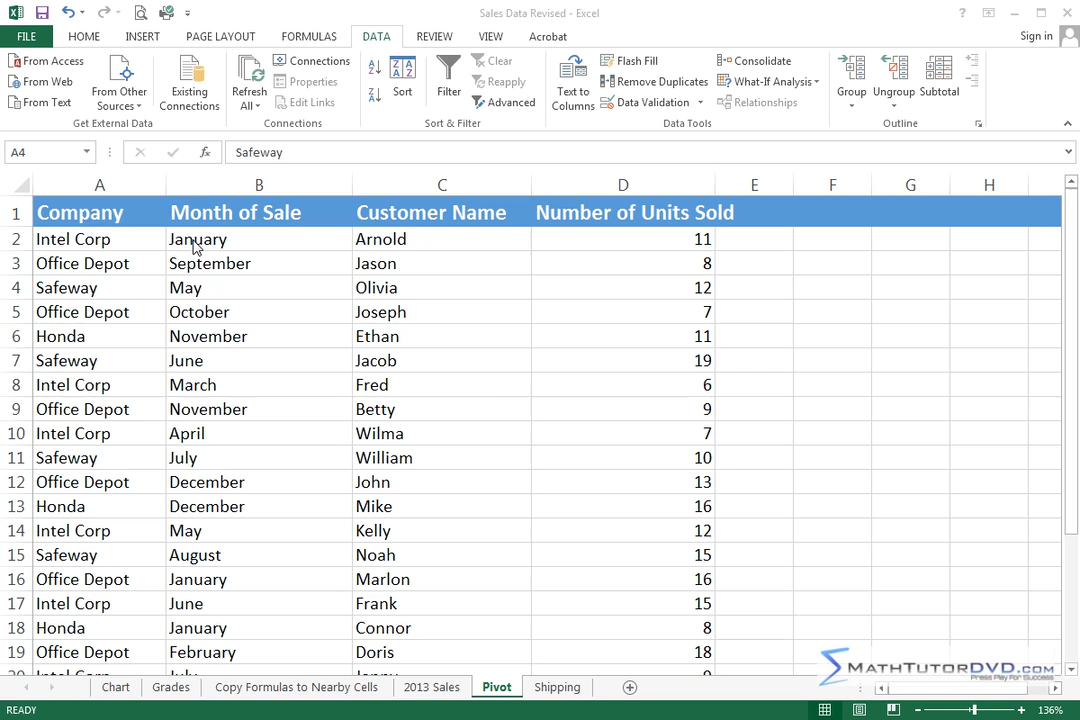 Sales Data Revised - Excel
FILE HOME INSERT PAGE LAYOUT FORMULAS DATA REVIEW VIEW Acrobat Sign in
From Access
From Web
From Text
From Other Sources
Existing Connections
Get External Data
Refresh All
Connections
Properties
Edit Links
Connections
Sort
Filter
Clear
Reapply
Advanced
Sort & Filter
Text to Columns
Flash Fill
Remove Duplicates
Data Validation
Consolidate
What-If Analysis
Relationships
Data Tools
Group
Ungroup
Subtotal
Outline
A4 fx Safeway
A B C D E F G H
1 Company Month of Sale Customer Name Number of Units Sold
2 Intel Corp January Arnold 11
3 Office Depot September Jason 8
4 Safeway May Olivia 12
5 Office Depot October Joseph 7
6 Honda November Ethan 11
7 Safeway June Jacob 19
8 Intel Corp March Fred 6
9 Office Depot November Betty 9
10 Intel Corp April Wilma 7
11 Safeway July William 10
12 Office Depot December John 13
13 Honda December Mike 16
14 Intel Corp May Kelly 12
15 Safeway August Noah 15
16 Office Depot January Marlon 16
17 Intel Corp June Frank 15
18 Honda January Connor 8
19 Office Depot February Doris 18
MATHTUTORDVD.COM
Press Play For Success
Chart Grades Copy Formulas to Nearby Cells 2013 Sales Pivot Shipping
READY 136%